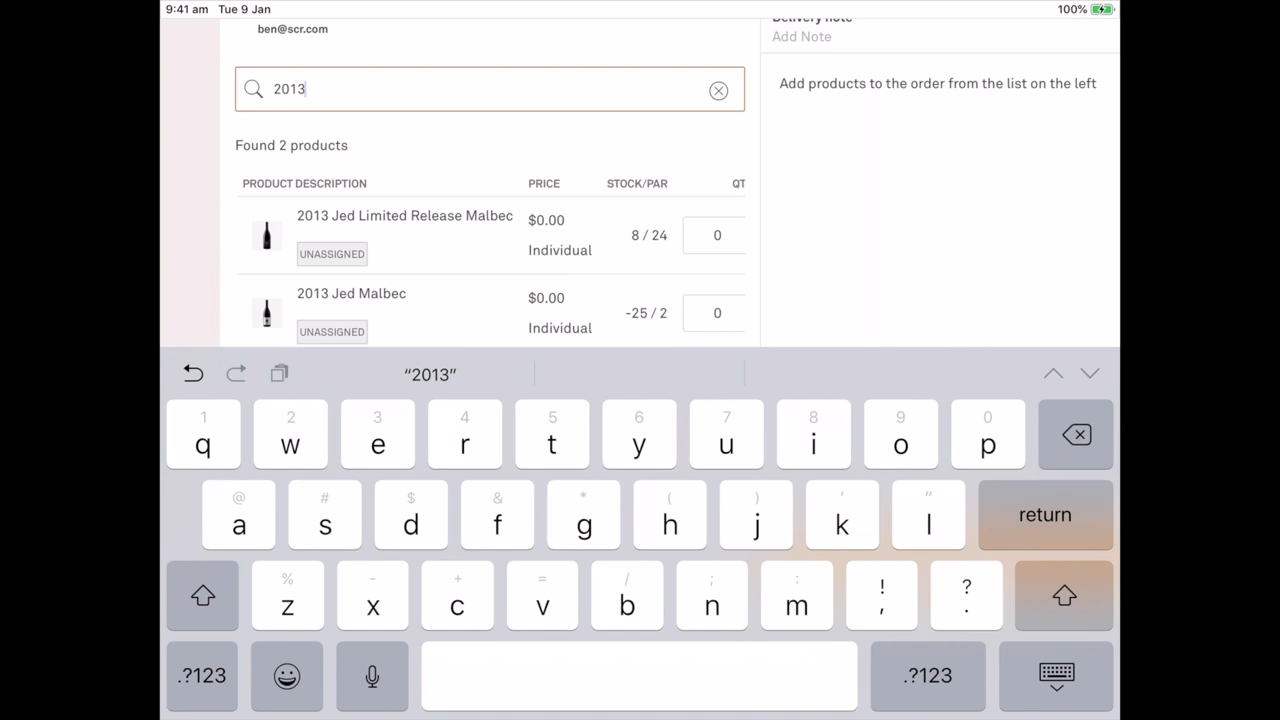 9:41 am Tue 9 Jan
100%
ben@scr.com
Delivery note
Add Note
2013
Add products to the order from the list on the left
Found 2 products
PRODUCT DESCRIPTION PRICE STOCK/PAR QT
2013 Jed Limited Release Malbec
$0.00
Individual
8 / 24
0
UNASSIGNED
2013 Jed Malbec
$0.00
Individual
-25 / 2
0
UNASSIGNED
“2013”
1 2 3 4 5 6 7 8 9 0
q w e r t y u i o p
@ # $ & * ( ) ' "
a s d f g h j k l return
% - + = / ; : ! ?
z x c v b n m , .
.?123 .?123